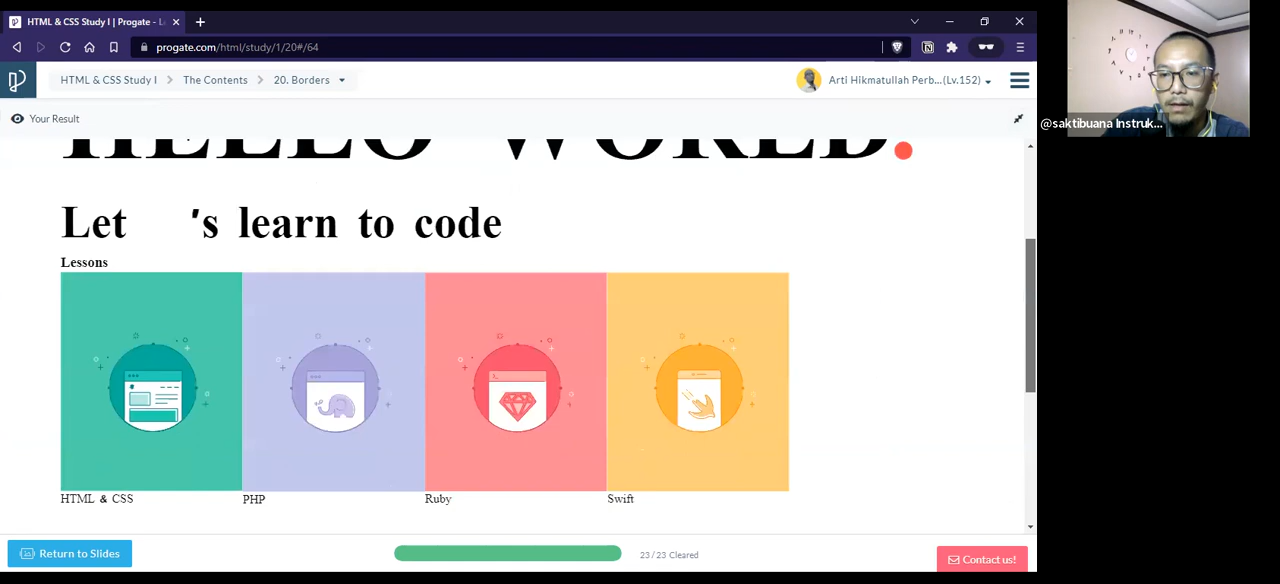 HTML & CSS Study I | Progate - L
progate.com/html/study/1/20#/64
HTML & CSS Study I
The Contents
20. Borders
Arti Hikmatullah Perb...(Lv.152)
@saktibuana Instruk...
Your Result
HELLO WORLD.
Let 's learn to code
Lessons
HTML & CSS
PHP
Ruby
Swift
Return to Slides
23/23 Cleared
Contact us!